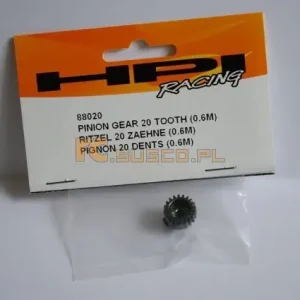 HPI
RACING
88020
PINION GEAR 20 TOOTH (0.6M)
RITZEL 20 ZAEHNE (0.6M)
PIGNON 20 DENTS (0.6M)